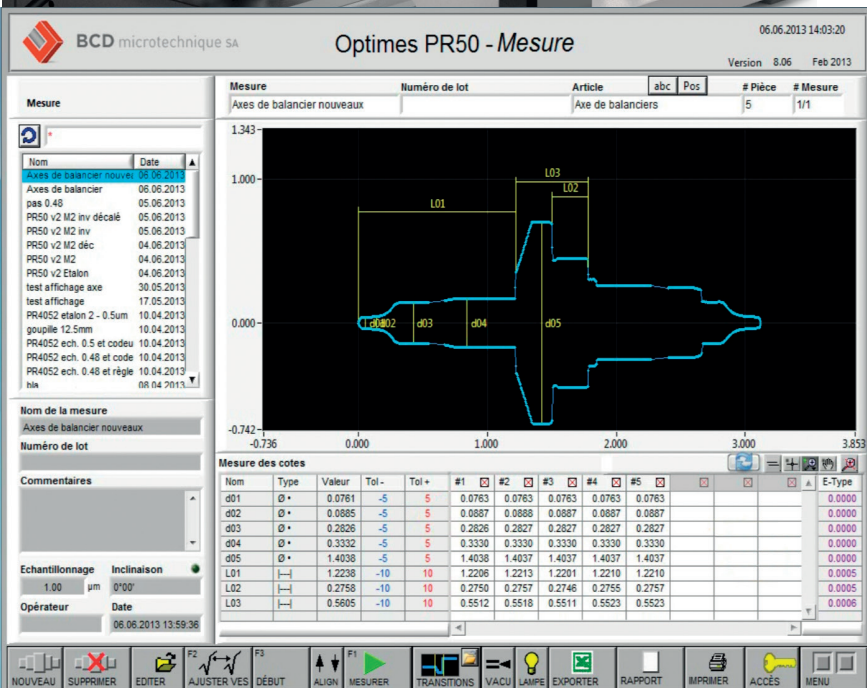 BCD microtechnique SA
Optimes PR50 - Mesure
06.06.2013 14:03:20
Version 8.06 Feb 2013
Mesure
Mesure Numéro de lot Article abc Pos # Pièce # Mesure
Axes de balancier nouveaux Axe de balanciers 5 1/1
*
Nom Date
Axes de balancier nouvea 06.06.2013
Axes de balancier 06.06.2013
pas 0.48 05.06.2013
PR50 v2 M2 inv décalé 05.06.2013
PR50 v2 M2 inv 05.06.2013
PR50 v2 M2 déc 04.06.2013
PR50 v2 M2 04.06.2013
PR50 v2 Etalon 04.06.2013
test affichage axe 30.05.2013
test affichage 17.05.2013
PR4052 etalon 2 - 0.5um 10.04.2013
goupille 12.5mm 10.04.2013
PR4052 ech. 0.5 et codeu 10.04.2013
PR4052 ech. 0.48 et code 10.04.2013
PR4052 ech. 0.48 et règle 10.04.2013
bla 08.04.2013
Nom de la mesure
Axes de balancier nouveaux
Numéro de lot
Commentaires
Echantillonnage Inclinaison
1.00 µm 0°00'
Opérateur Date
06.06.2013 13:59:36
1.343
1.000
0.000
-0.742
-0.736 0.000 1.000 2.000 3.000 3.853
L03
L02
L01
d02 d03 d04 d05
Mesure des cotes
Nom Type Valeur Tol - Tol + #1 #2 #3 #4 #5 E-Type
d01 Ø • 0.0761 -5 5 0.0763 0.0763 0.0763 0.0763 0.0763 0.0000
d02 Ø • 0.0885 -5 5 0.0887 0.0888 0.0887 0.0887 0.0887 0.0000
d03 Ø • 0.2826 -5 5 0.2826 0.2827 0.2827 0.2827 0.2827 0.0000
d04 Ø • 0.3332 -5 5 0.3330 0.3330 0.3330 0.3330 0.3330 0.0000
d05 Ø • 1.4038 -5 5 1.4038 1.4037 1.4037 1.4037 1.4037 0.0000
L01 1.2238 -10 10 1.2206 1.2213 1.2201 1.2210 1.2210 0.0005
L02 0.2758 -10 10 0.2750 0.2757 0.2746 0.2755 0.2757 0.0005
L03 0.5605 -10 10 0.5512 0.5518 0.5511 0.5523 0.5523 0.0006
F2 F3 F1
NOUVEAU SUPPRIMER EDITER AJUSTER VES DÉBUT ALIGN MESURER TRANSITIONS VACU LAMPE EXPORTER RAPPORT IMPRIMER ACCÈS MENU